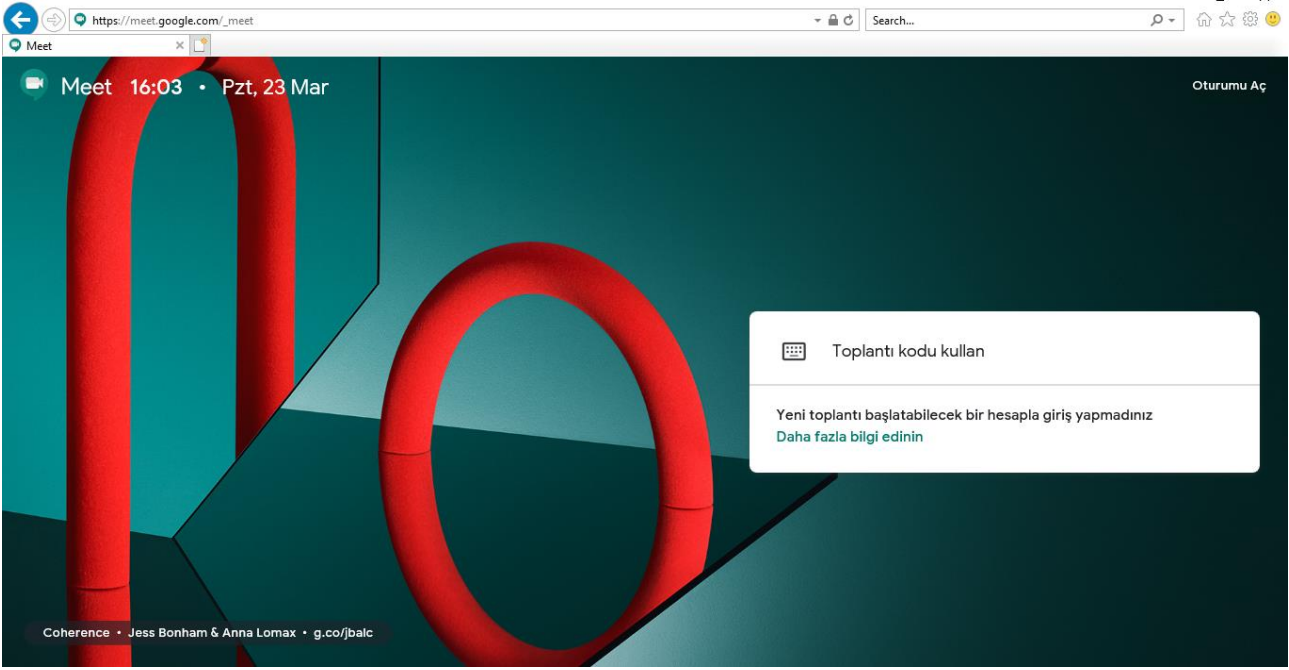 https://meet.google.com/_meet
Search...
Meet
Meet 16:03 • Pzt, 23 Mar
Oturumu Aç
Toplantı kodu kullan
Yeni toplantı başlatabilecek bir hesapla giriş yapmadınız
Daha fazla bilgi edinin
Coherence • Jess Bonham & Anna Lomax • g.co/jbalc